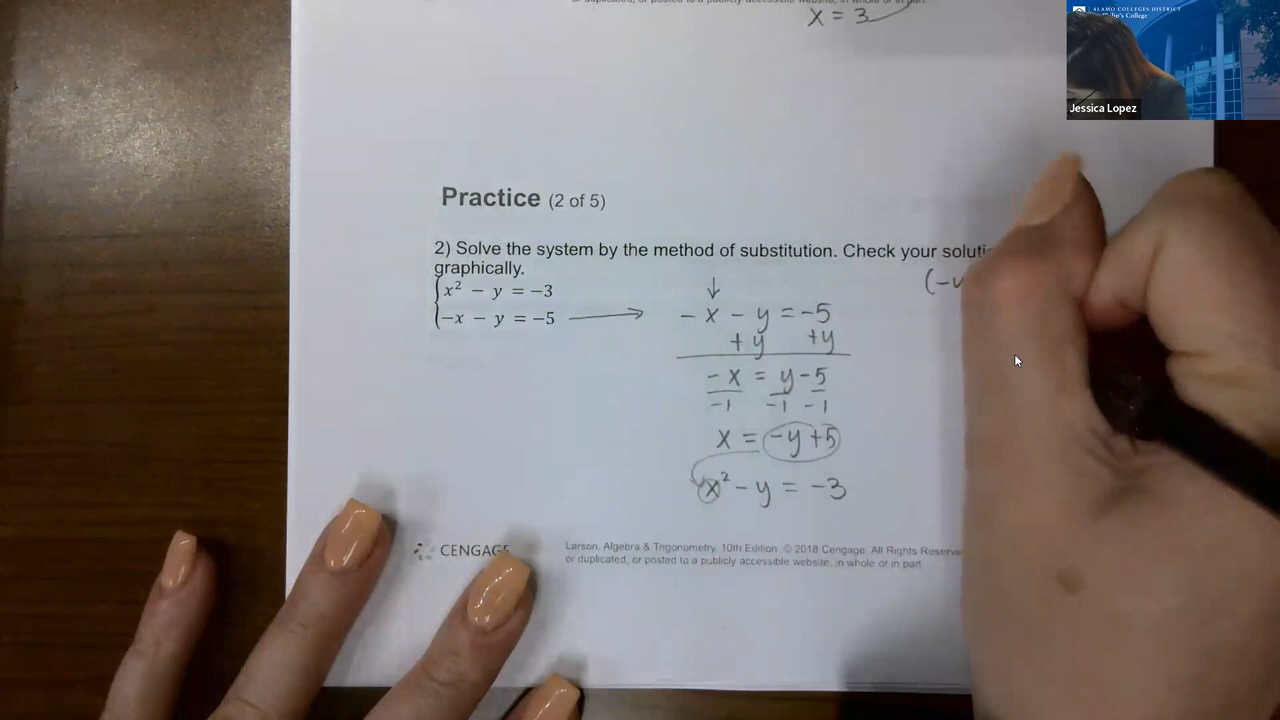 X = 3
ALAMO COLLEGES DISTRICT
College
Jessica Lopez
Practice (2 of 5)
2) Solve the system by the method of substitution. Check your
graphically.
x² − y = −3
−x − y = −5
- x - y = -5
+ y +y
- x = y - 5
-1 -1 -1
x = -y +5
x² - y = -3
CENGAGE
Larson, Algebra & Trigonometry, 10th Edition. © 2018 Cengage. All Rights
or duplicated, or posted to a publicly accessible website, in whole or in part.